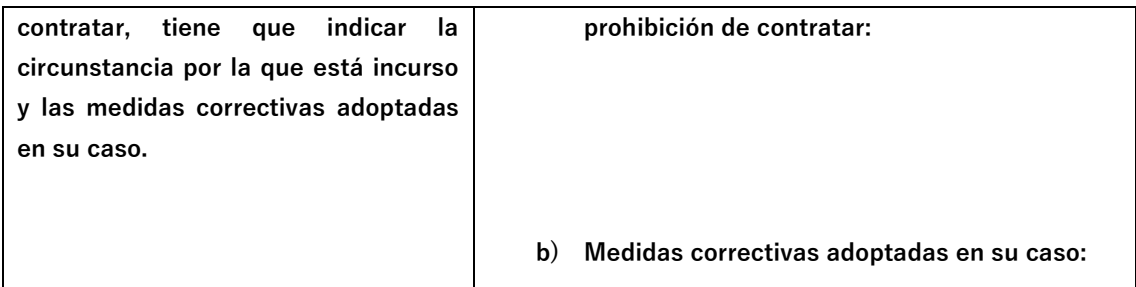 contratar, tiene que indicar la
circunstancia por la que está incurso
y las medidas correctivas adoptadas
en su caso.
prohibición de contratar:
b) Medidas correctivas adoptadas en su caso: